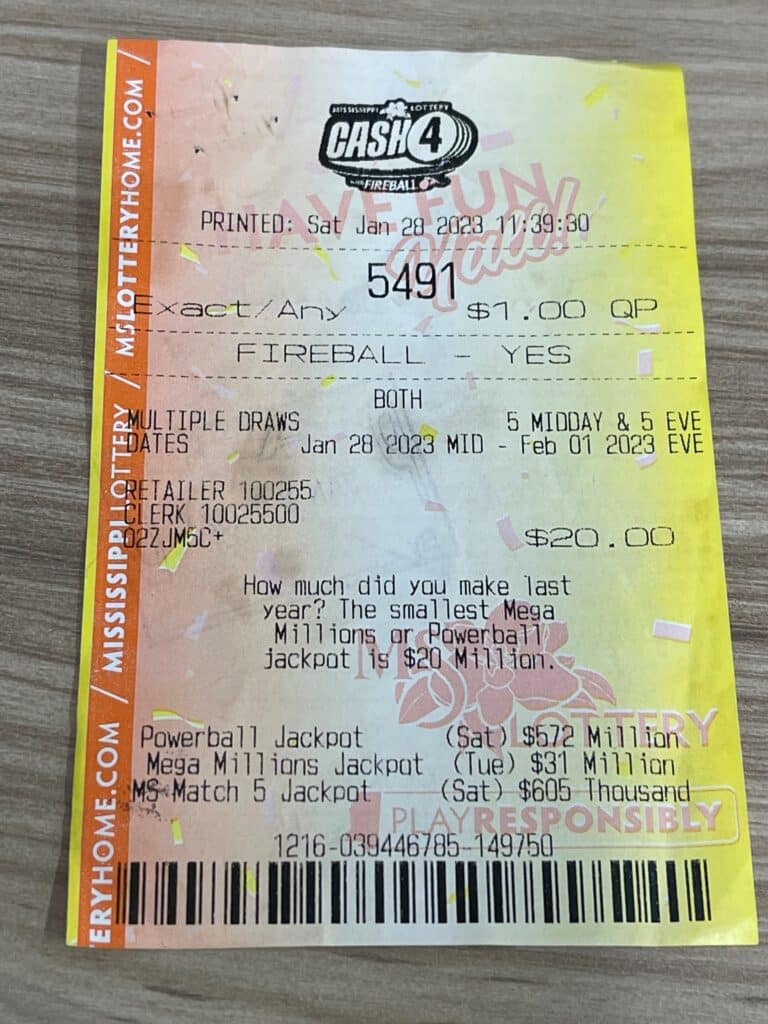 MISSISSIPPI LOTTERY
CASH 4
FIREBALL
HAVE FUN
Y'all!
PRINTED: Sat Jan 28 2023 11:39:30
5491
Exact/Any $1.00 QP
FIREBALL - YES
BOTH
MULTIPLE DRAWS 5 MIDDAY & 5 EVE
DATES Jan 28 2023 MID - Feb 01 2023 EVE
RETAILER 100255
CLERK 10025500
02ZJM5C+ $20.00
How much did you make last
year? The smallest Mega
Millions or Powerball
jackpot is $20 Million.
MS LOTTERY
Powerball Jackpot (Sat) $572 Million
Mega Millions Jackpot (Tue) $31 Million
MS Match 5 Jackpot (Sat) $605 Thousand
PLAY RESPONSIBLY
1216-039446785-149750
ERYHOME.COM / MISSISSIPPI LOTTERY / MSLOTTERYHOME.COM /